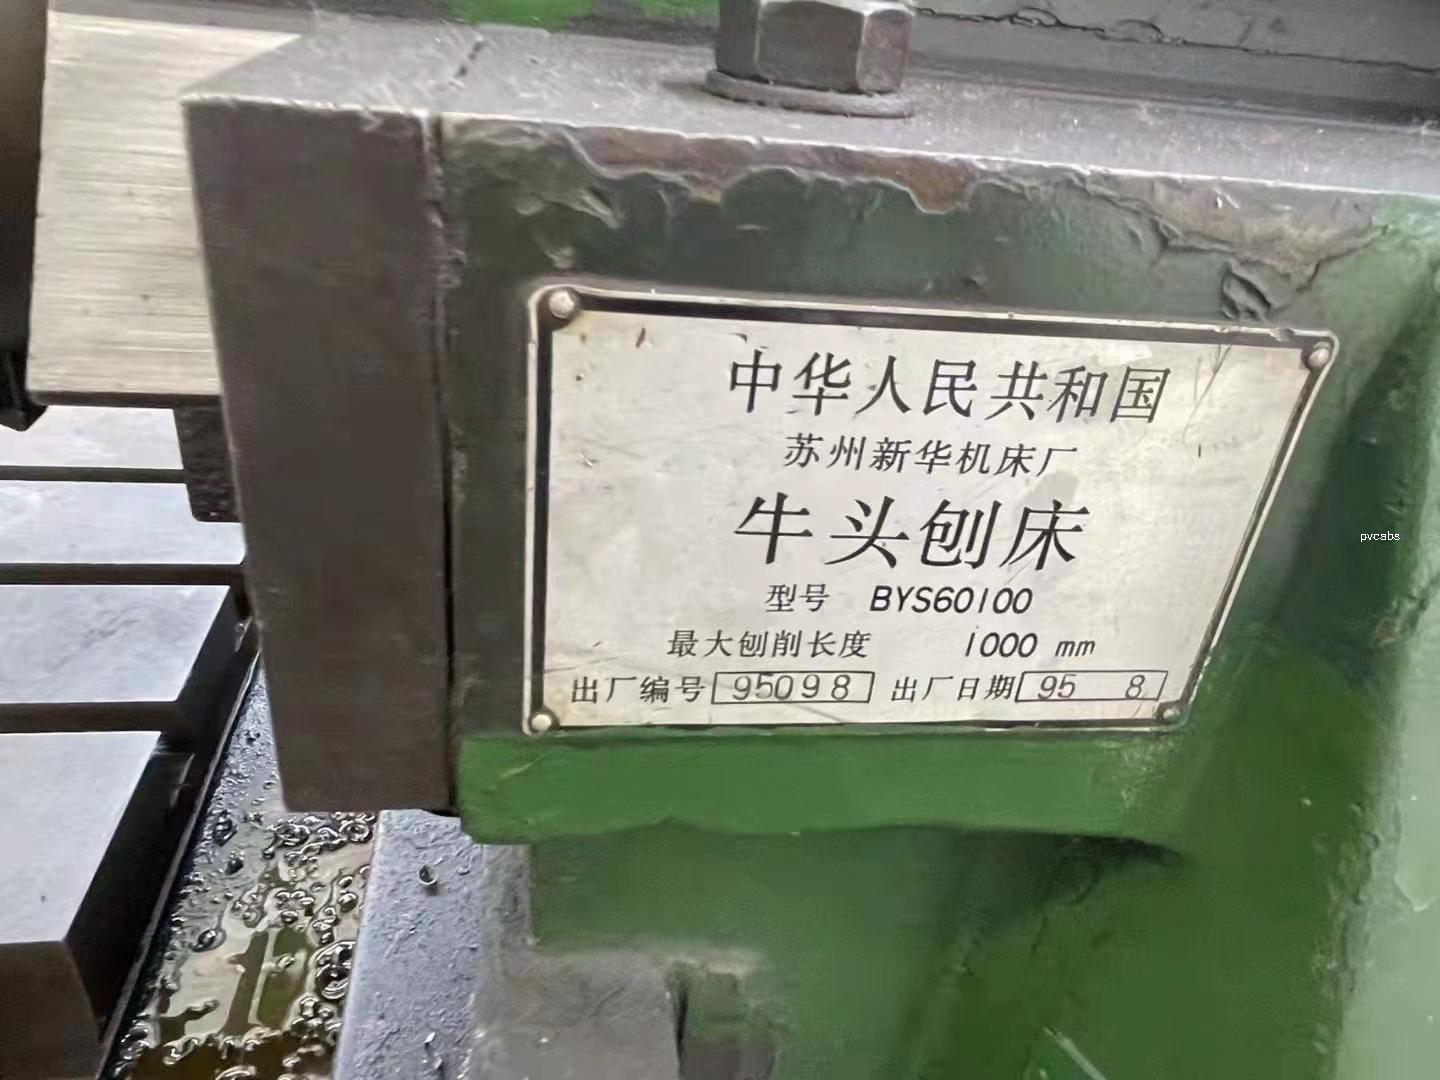 中华人民共和国
苏州新华机床厂
牛头刨床
型号 BYS60100
最大刨削长度 1000 mm
出厂编号 95098 出厂日期 95 8
pvcabs